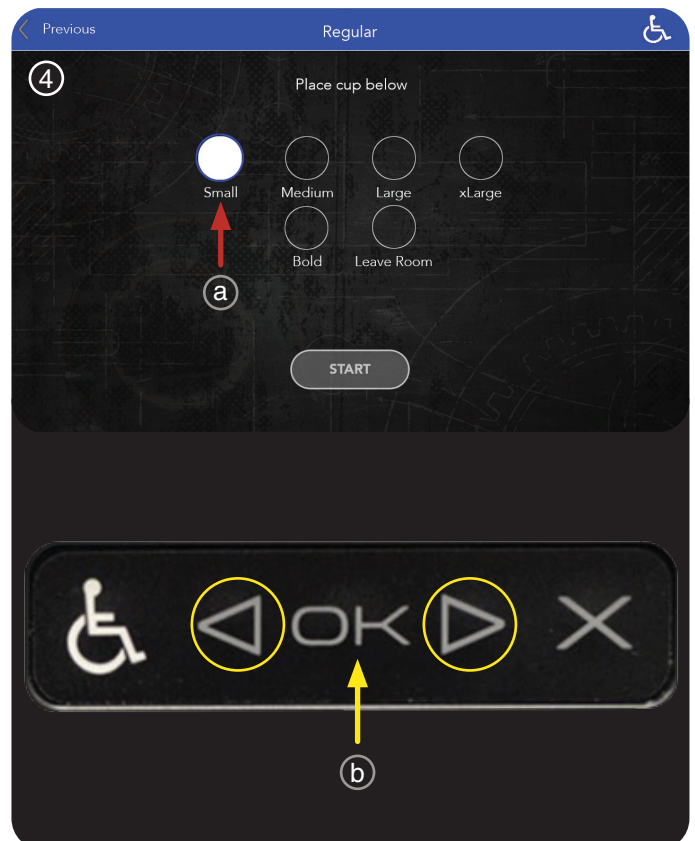 Previous
Regular
4
Place cup below
Small Medium Large xLarge
Bold Leave Room
a
START
OK
b